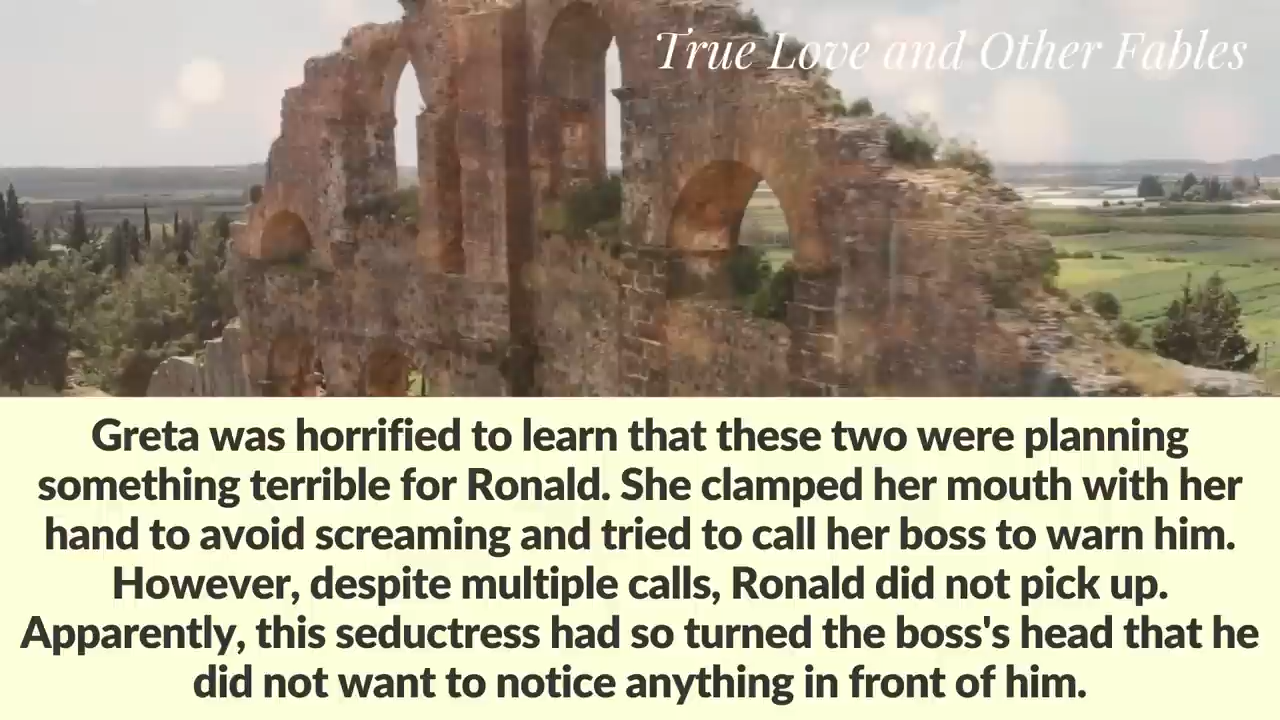 True Love and Other Fables
Greta was horrified to learn that these two were planning
something terrible for Ronald. She clamped her mouth with her
hand to avoid screaming and tried to call her boss to warn him.
However, despite multiple calls, Ronald did not pick up.
Apparently, this seductress had so turned the boss's head that he
did not want to notice anything in front of him.